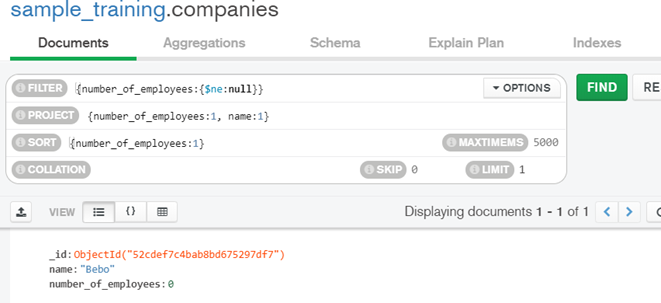 sample_training.companies
Documents Aggregations Schema Explain Plan Indexes
FILTER {number_of_employees:{$ne:null}} OPTIONS FIND RE
PROJECT {number_of_employees:1, name:1}
SORT {number_of_employees:1} MAXTIMEMS 5000
COLLATION SKIP 0 LIMIT 1
VIEW {} Displaying documents 1 - 1 of 1
_id:ObjectId("52cdef7c4bab8bd675297df7")
name:"Bebo"
number_of_employees:0